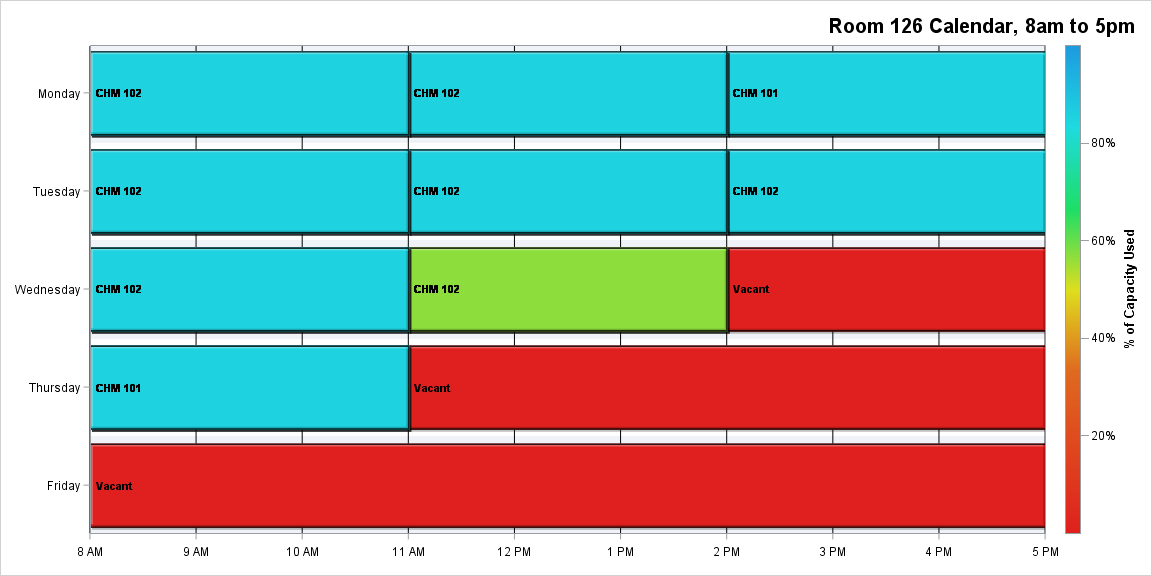 Room 126 Calendar, 8am to 5pm
Monday
CHM 102
CHM 102
CHM 101
Tuesday
CHM 102
CHM 102
CHM 102
Wednesday
CHM 102
CHM 102
Vacant
Thursday
CHM 101
Vacant
Friday
Vacant
8 AM
9 AM
10 AM
11 AM
12 PM
1 PM
2 PM
3 PM
4 PM
5 PM
80%
60%
40%
20%
% of Capacity Used